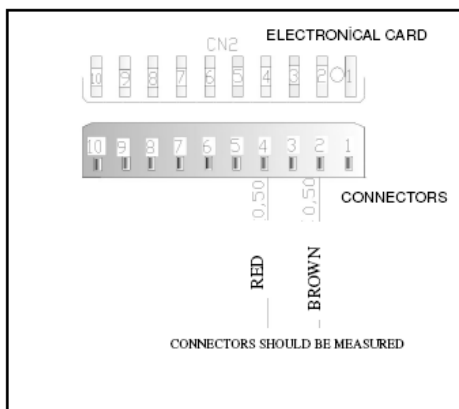 CN2 ELECTRONİCAL CARD
10 9 8 7 6 5 4 3 2 1
10 9 8 7 6 5 4 3 2 1
CONNECTORS
0,50
0,50
RED
BROWN
CONNECTORS SHOULD BE MEASURED